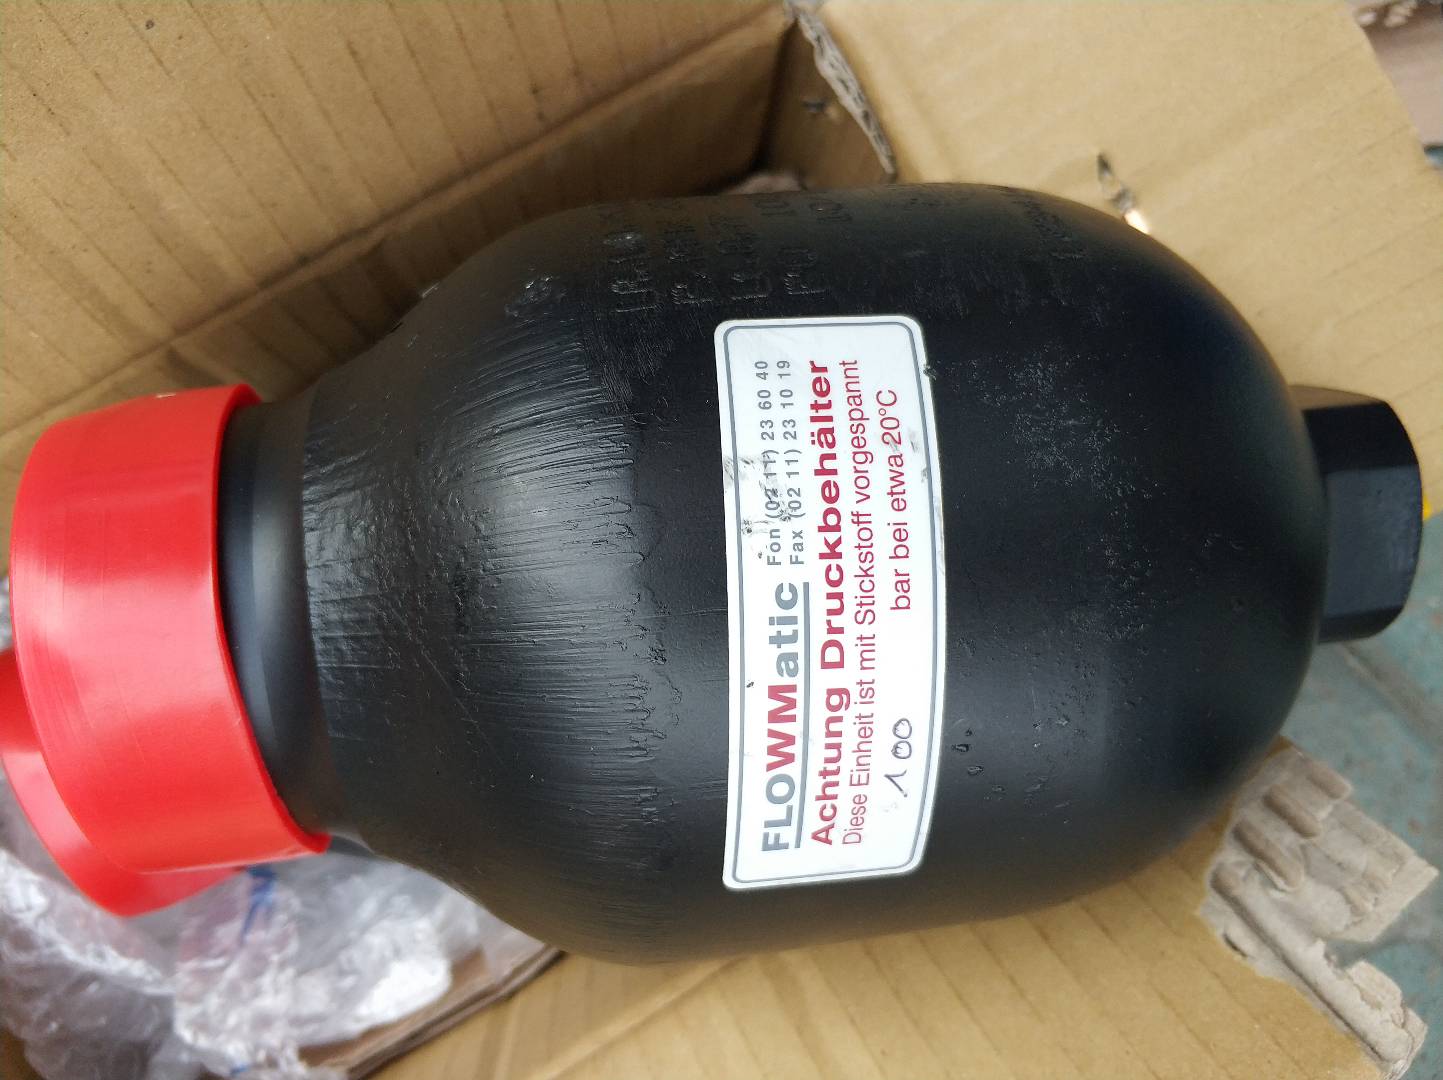 FLOWMatic Fon (02 11) 23 60 40
Fax (02 11) 23 10 19
Achtung Druckbehälter
Diese Einheit ist mit Stickstoff vorgespannt
100 bar bei etwa 20°C